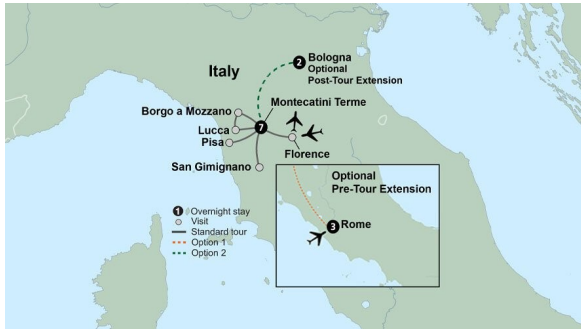 2
Bologna
Optional
Post-Tour Extension
Italy
Montecatini Terme
Borgo a Mozzano
7
Lucca
Pisa
Florence
San Gimignano
Optional
Pre-Tour Extension
3 Rome
1 Overnight stay
Visit
Standard tour
Option 1
Option 2